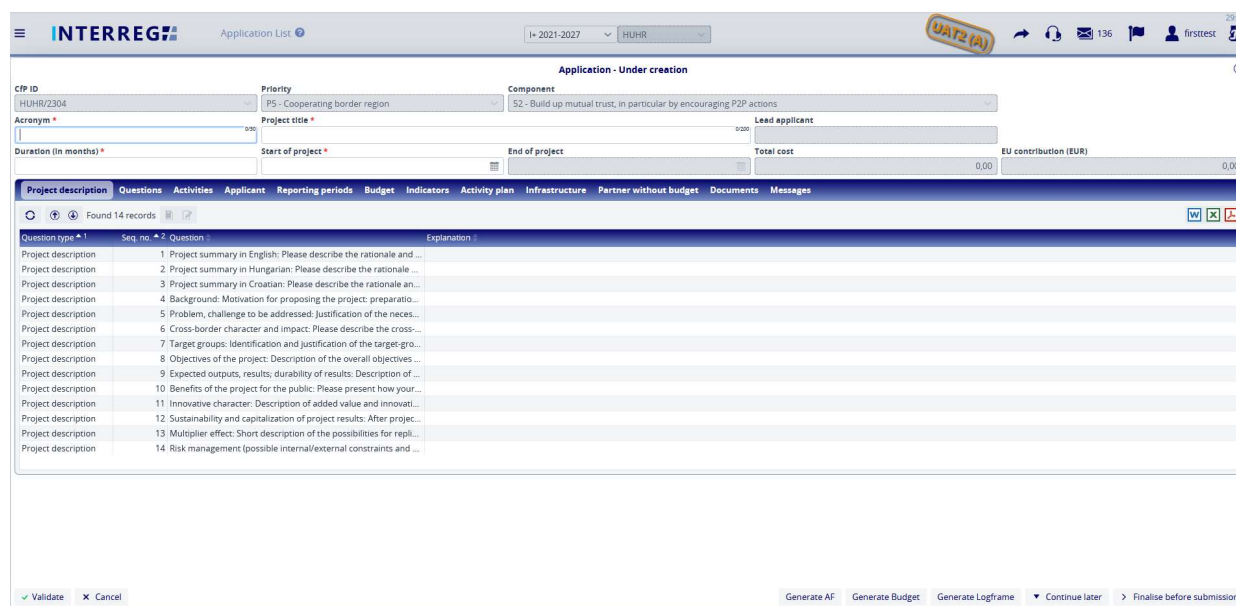 INTERREG
Application List
I+ 2021-2027
HUHR
UAT2 (A)
136
firsttest
Application - Under creation
CfP ID
Priority
Component
HUHR/2304
P5 - Cooperating border region
52 - Build up mutual trust, in particular by encouraging P2P actions
Acronym *
Project title *
Lead applicant
0/30
0/200
Duration (in months) *
Start of project *
End of project
Total cost
EU contribution (EUR)
0,00
0,00
Project description Questions Activities Applicant Reporting periods Budget Indicators Activity plan Infrastructure Partner without budget Documents Messages
Found 14 records
Question type 1 Seq. no. 2 Question Explanation
Project description 1 Project summary in English: Please describe the rationale and ...
Project description 2 Project summary in Hungarian: Please describe the rationale ...
Project description 3 Project summary in Croatian: Please describe the rationale an...
Project description 4 Background: Motivation for proposing the project: preparatio...
Project description 5 Problem, challenge to be addressed: Justification of the neces...
Project description 6 Cross-border character and impact: Please describe the cross-...
Project description 7 Target groups: Identification and justification of the target-gro...
Project description 8 Objectives of the project: Description of the overall objectives ...
Project description 9 Expected outputs, results; durability of results: Description of ...
Project description 10 Benefits of the project for the public: Please present how your...
Project description 11 Innovative character: Description of added value and innovati...
Project description 12 Sustainability and capitalization of project results: After projec...
Project description 13 Multiplier effect: Short description of the possibilities for repli...
Project description 14 Risk management (possible internal/external constraints and ...
Validate Cancel Generate AF Generate Budget Generate Logframe Continue later Finalise before submission